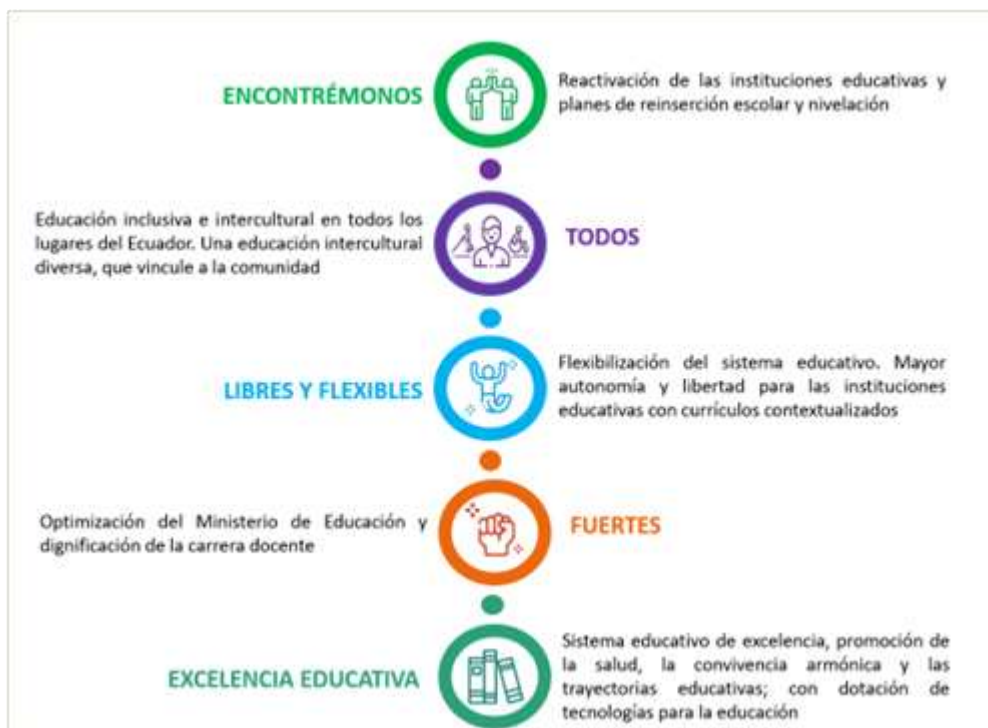 ENCONTRÉMONOS
Reactivación de las instituciones educativas y
planes de reinserción escolar y nivelación
Educación inclusiva e intercultural en todos los
lugares del Ecuador. Una educación intercultural
diversa, que vincule a la comunidad
TODOS
LIBRES Y FLEXIBLES
Flexibilización del sistema educativo. Mayor
autonomía y libertad para las instituciones
educativas con currículos contextualizados
Optimización del Ministerio de Educación y
dignificación de la carrera docente
FUERTES
EXCELENCIA EDUCATIVA
Sistema educativo de excelencia, promoción de
la salud, la convivencia armónica y las
trayectorias educativas; con dotación de
tecnologías para la educación